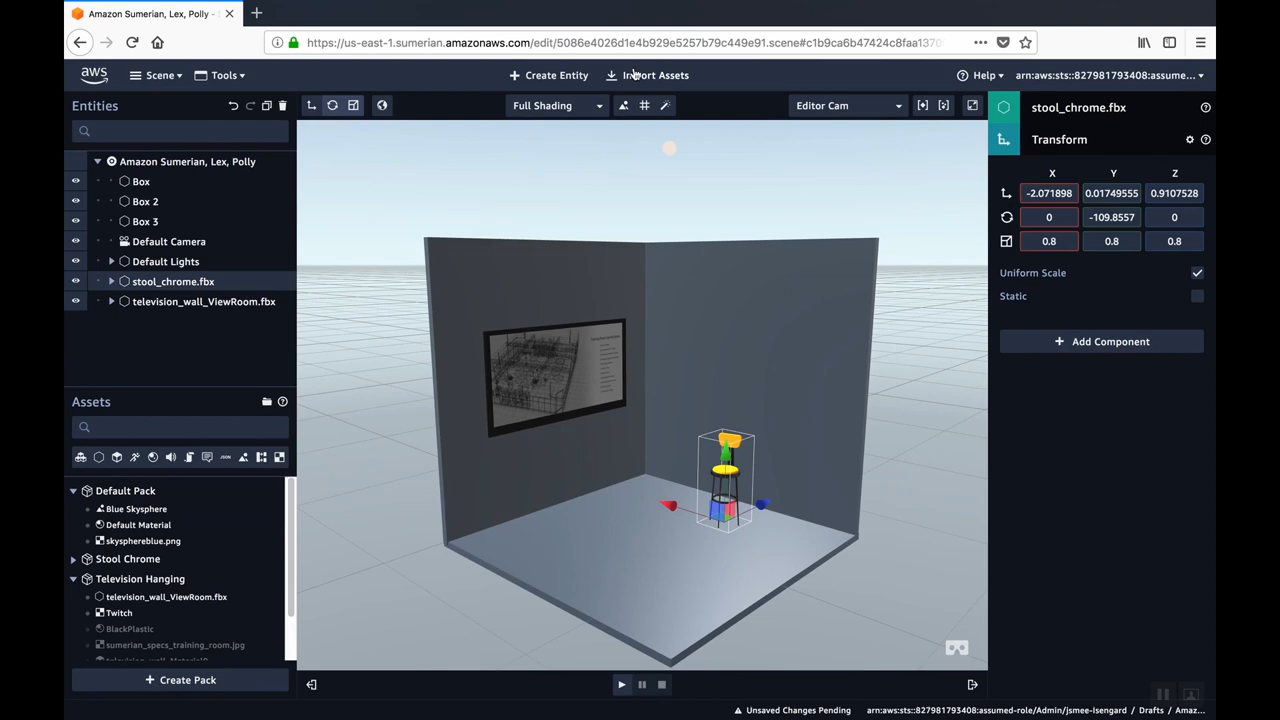 Amazon Sumerian, Lex, Polly -
https://us-east-1.sumerian.amazonaws.com/edit/5086e4026d1e4b929e5257b79c449e91.scene#c1b9ca6b47424c8faa1370
aws Scene Tools Create Entity Import Assets Help arn:aws:sts::827981793408:assume...
Entities
Full Shading
Editor Cam
stool_chrome.fbx
Transform
Amazon Sumerian, Lex, Polly
Box
Box 2
Box 3
Default Camera
Default Lights
stool_chrome.fbx
television_wall_ViewRoom.fbx
X Y Z
-2.071898 0.01749555 0.9107528
0 -109.8557 0
0.8 0.8 0.8
Uniform Scale
Static
Add Component
Assets
JSON
Default Pack
Blue Skysphere
Default Material
skysphereblue.png
Stool Chrome
Television Hanging
television_wall_ViewRoom.fbx
Twitch
BlackPlastic
sumerian_specs_training_room.jpg
Create Pack
Unsaved Changes Pending arn:aws:sts::827981793408:assumed-role/Admin/jsmee-Isengard / Drafts / Amaz...